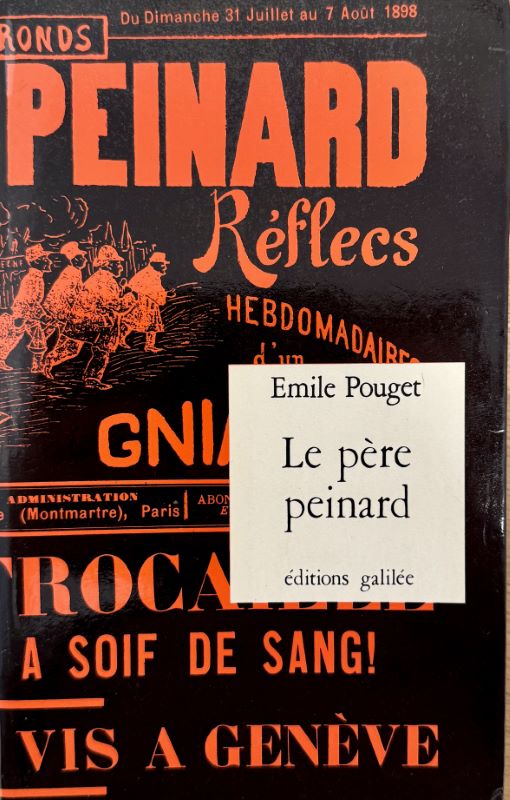 Du Dimanche 31 Juillet au 7 Août 1898
RONDS
PEINARD
Réflecs
HEBDOMADAIRES
d'un
GNIA
Emile Pouget
Le père
peinard
éditions galilée
ADMINISTRATION
(Montmartre), Paris
ABON
TROCAILLE
A SOIF DE SANG!
VIS A GENÈVE